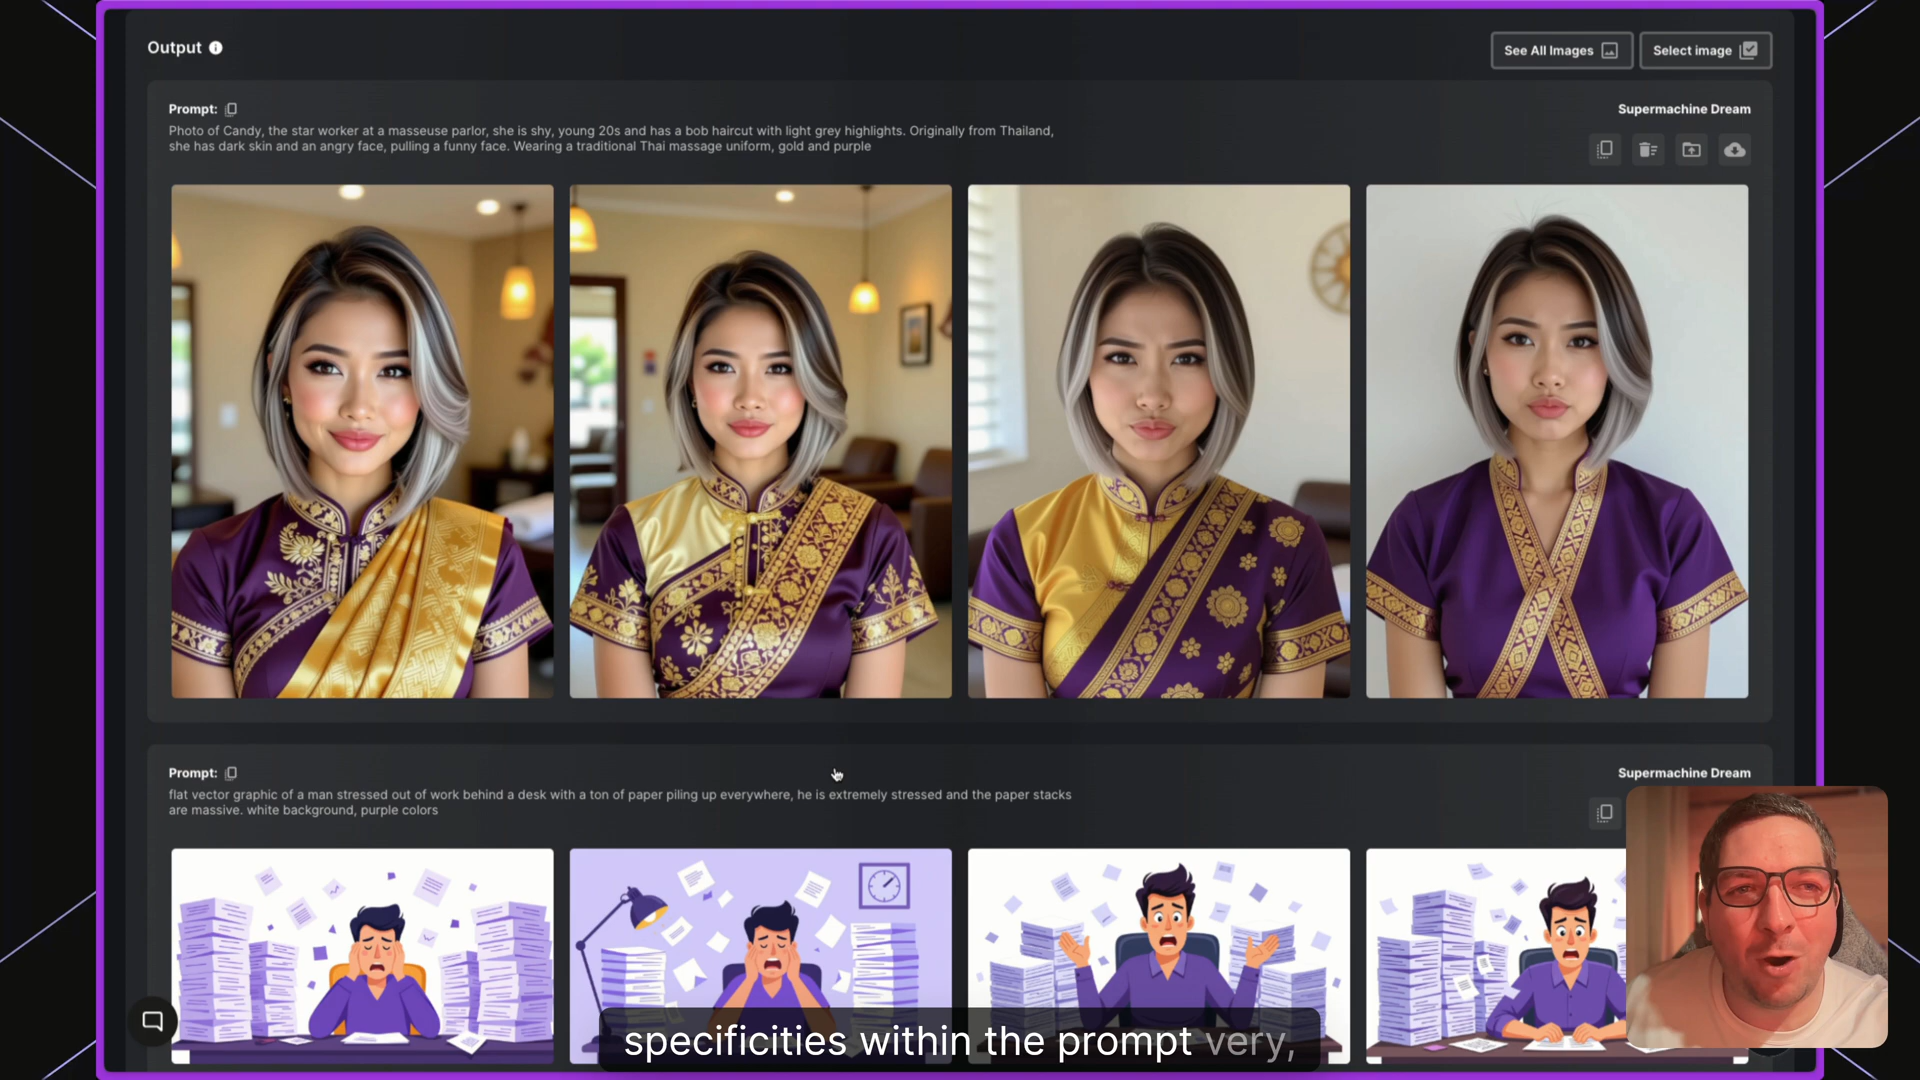 Output
See All Images
Select image
Prompt:
Supermachine Dream
Photo of Candy, the star worker at a masseuse parlor, she is shy, young 20s and has a bob haircut with light grey highlights. Originally from Thailand,
she has dark skin and an angry face, pulling a funny face. Wearing a traditional Thai massage uniform, gold and purple
Prompt:
Supermachine Dream
flat vector graphic of a man stressed out of work behind a desk with a ton of paper piling up everywhere, he is extremely stressed and the paper stacks
are massive. white background, purple colors
specificities within the prompt very,